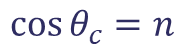 cos θ_c = n